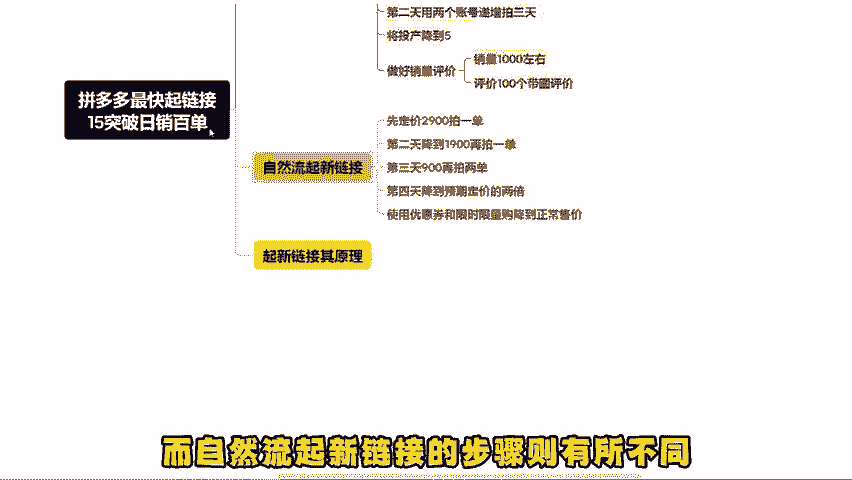 第二天用两个账号递增拍三天
将投产降到5
做好销量评价
销量1000左右
评价100个带图评价
拼多多最快起链接
15突破日销百单
自然流起新链接
先定价2900拍一单
第二天降到1900再拍一单
第三天900再拍两单
第四天降到预期定价的两倍
使用优惠券和限时限量购降到正常售价
起新链接其原理
而自然流起新链接的步骤则有所不同